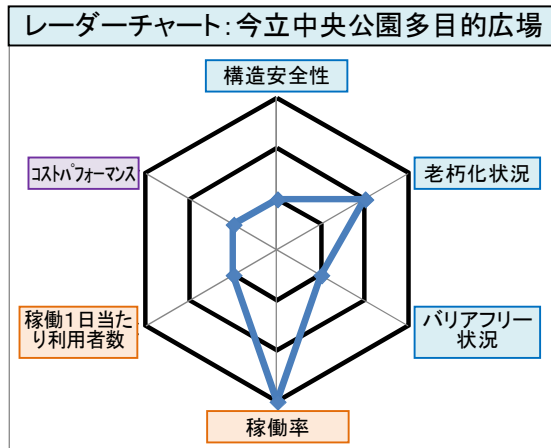 レーダーチャート：今立中央公園多目的広場
構造安全性
コストパフォーマンス
老朽化状況
稼働１日当た
り利用者数
バリアフリー
状況
稼働率